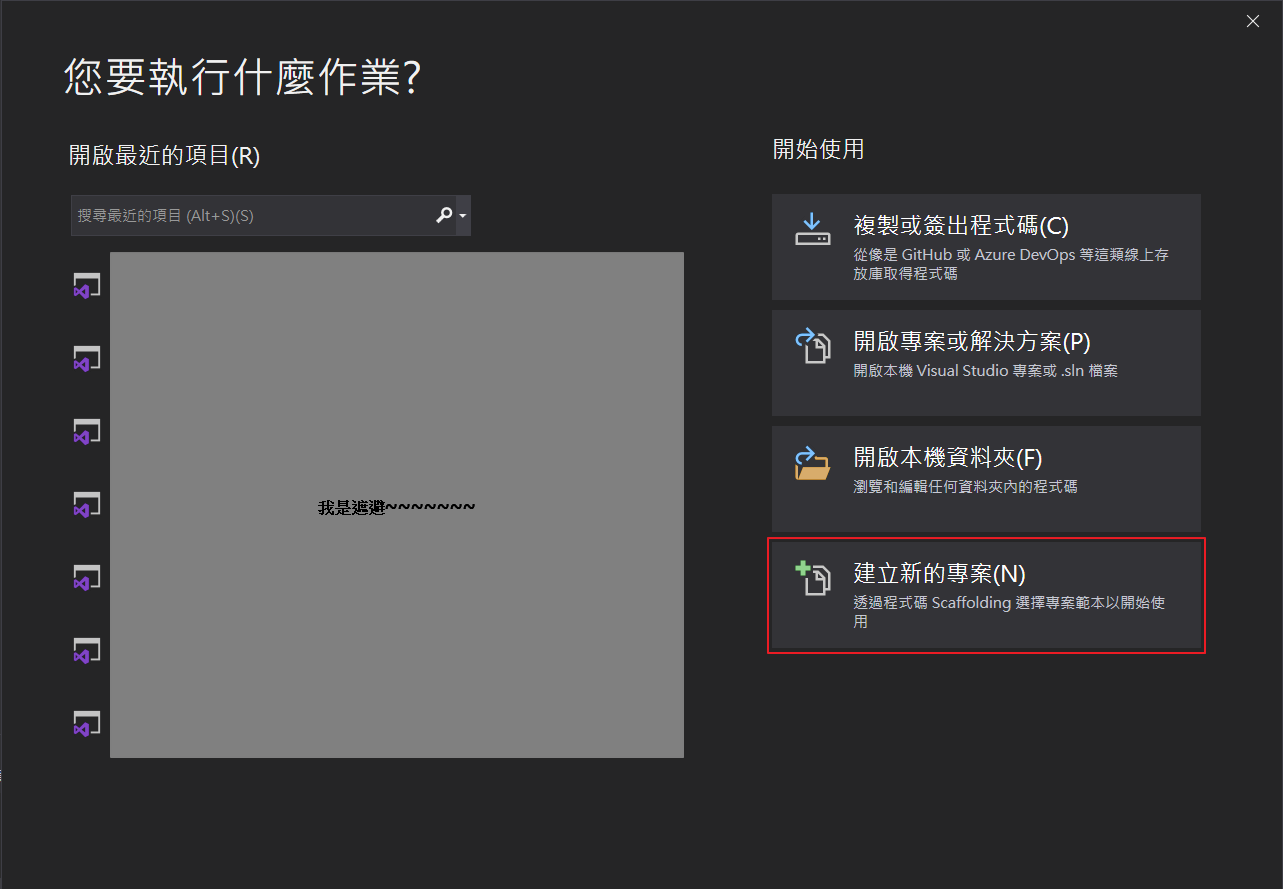 您要執行什麼作業?
開啟最近的項目(R)
搜尋最近的項目 (Alt+S)(S)
我是遮避~~~~~~~
開始使用
複製或簽出程式碼(C)
從像是 GitHub 或 Azure DevOps 等這類線上存
放庫取得程式碼
開啟專案或解決方案(P)
開啟本機 Visual Studio 專案或 .sln 檔案
開啟本機資料夾(F)
瀏覽和編輯任何資料夾內的程式碼
建立新的專案(N)
透過程式碼 Scaffolding 選擇專案範本以開始使
用